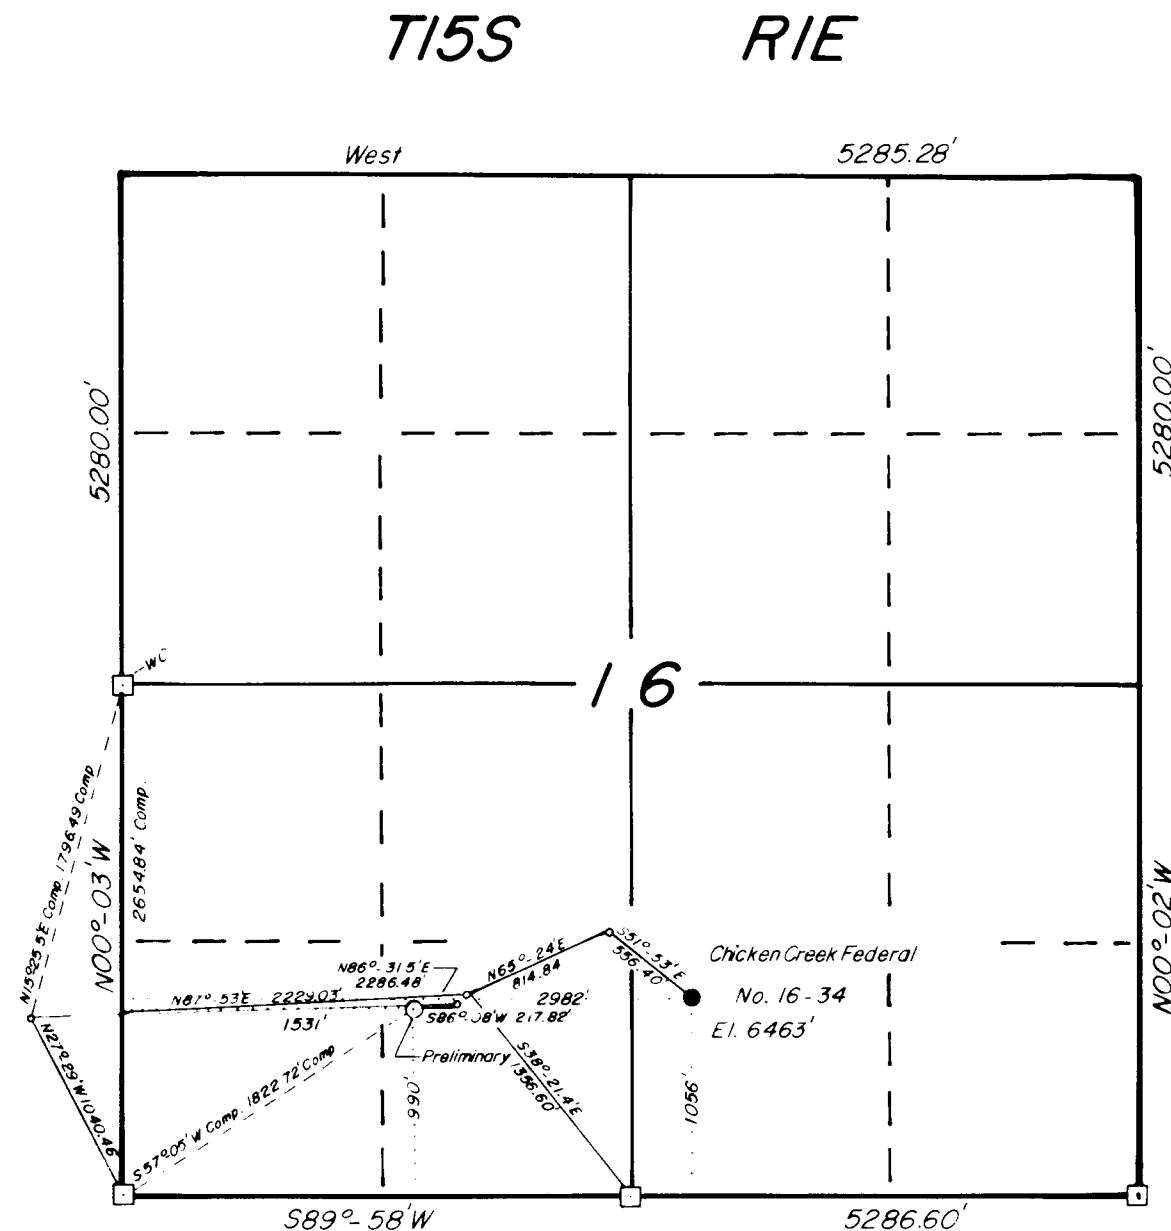 T15S R1E
West 5285.28'
5280.00'
5280.00'
WC
16
N15°25.5'E Comp. 1796.49 Comp
N00°-03'W
2654.84' Comp.
N00°-02'W
N86°-31.5'E
2286.48'
N65°-24'E
814.84
S51°-53'E
556.40'
Chicken Creek Federal
No. 16-34
El. 6463'
N87°-53'E 2229.03'
1531'
2982'
S86°-08'W 217.82'
Preliminary
N27°-29'W 1040.46
S57°05'W Comp. 1822.72' Comp
990'
S38°-21.4'E
1356.60'
1056'
S89°-58'W 5286.60'